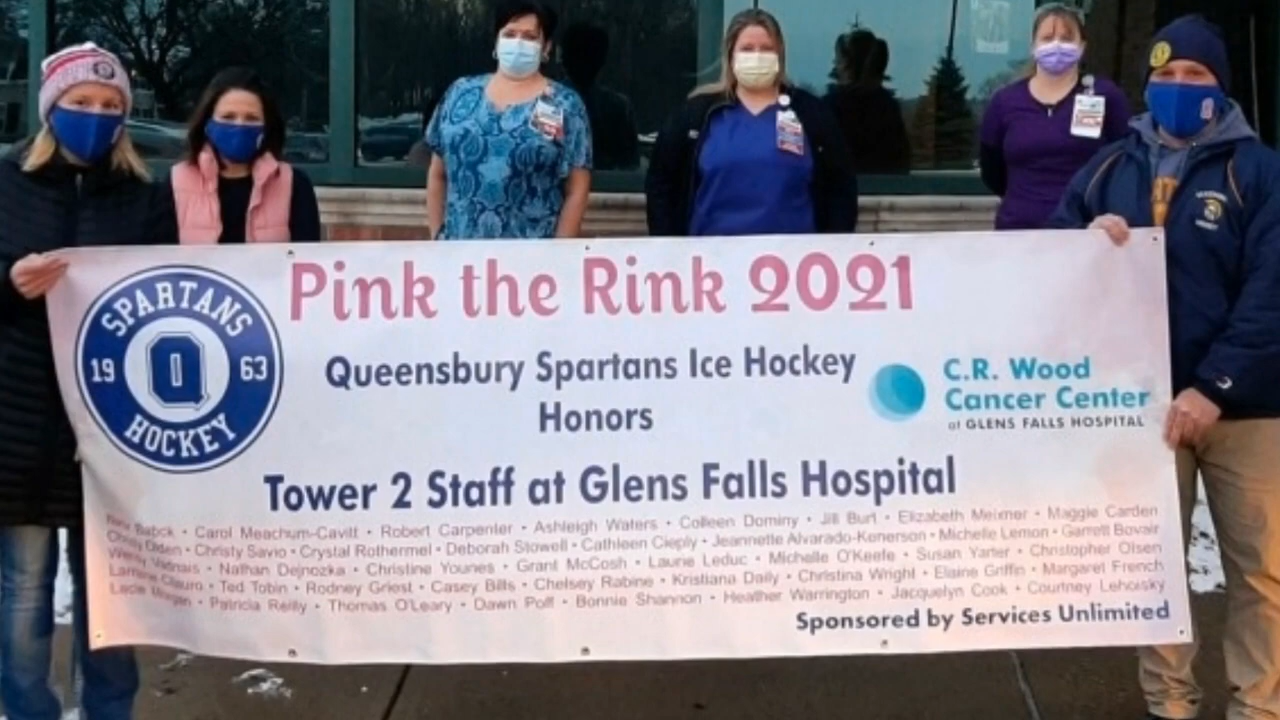 Pink the Rink 2021
SPARTANS
19 Q 63
HOCKEY
Queensbury Spartans Ice Hockey
Honors
C.R. Wood
Cancer Center
at GLENS FALLS HOSPITAL
Tower 2 Staff at Glens Falls Hospital
Babck • Carol Meachum-Cavitt • Robert Carpenter • Ashleigh Waters • Colleen Dominy • Jill Burt • Elizabeth Meixner • Maggie Carden
Olden • Christy Savio • Crystal Rothermel • Deborah Stowell • Cathleen Cieply • Jeannette Alvarado-Kenerson • Michelle Lemon • Garrett Bovair
• Nathan Dejnozka • Christine Younes • Grant McCosh • Laurie Leduc • Michelle O'Keefe • Susan Yarter • Christopher Olsen
• Ted Tobin • Rodney Griest • Casey Bills • Chelsey Rabine • Kristiana Daily • Christina Wright • Elaine Griffin • Margaret French
• Patricia Reilly • Thomas O'Leary • Dawn Poff • Bonnie Shannon • Heather Warrington • Jacquelyn Cook • Courtney Lehoisky
Sponsored by Services Unlimited